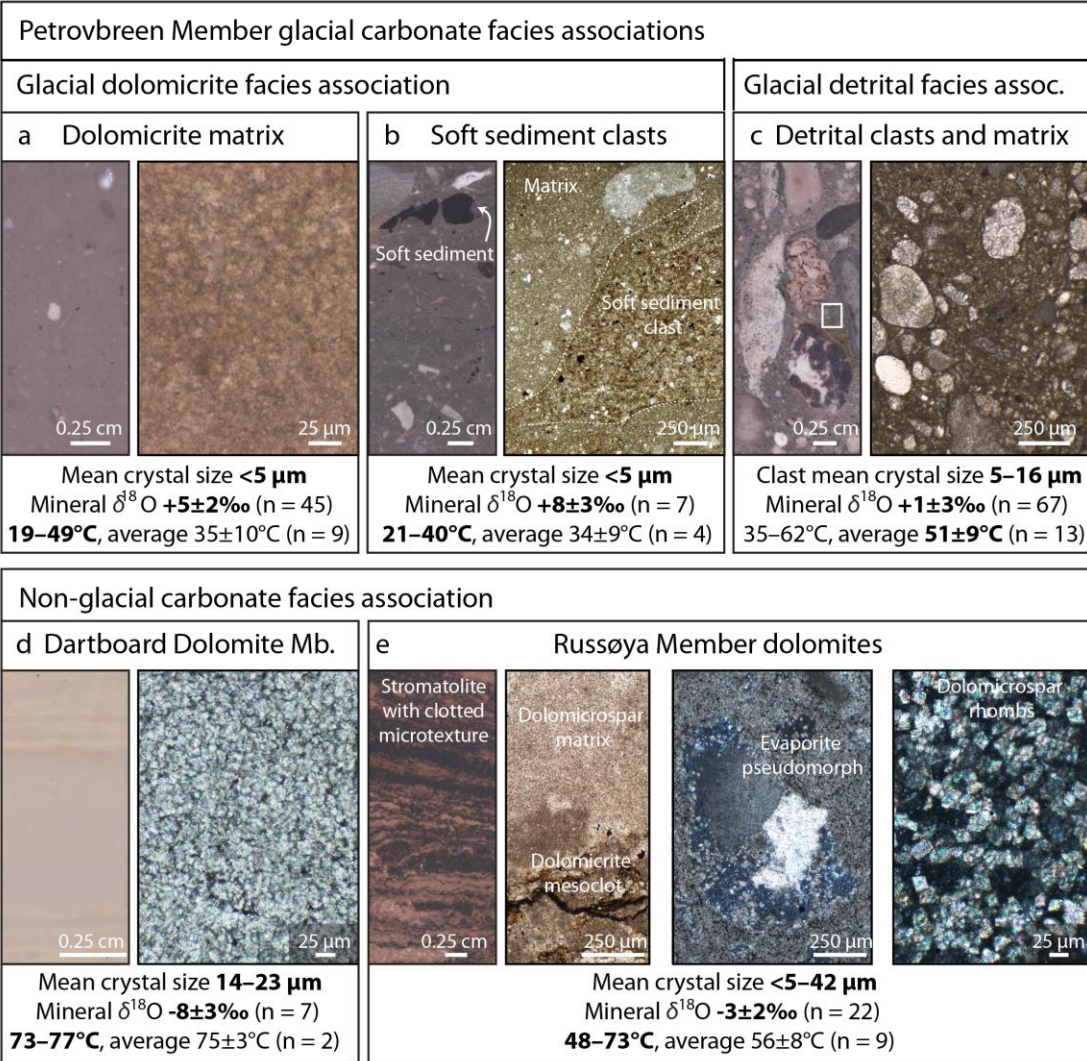 Petrovbreen Member glacial carbonate facies associations
Glacial dolomicrite facies association
Glacial detrital facies assoc.
a Dolomicrite matrix
0.25 cm
25 µm
Mean crystal size <5 µm
Mineral δ18O +5±2‰ (n = 45)
19–49°C, average 35±10°C (n = 9)
b Soft sediment clasts
Soft sediment
0.25 cm
Matrix
Soft sediment
clast
250 µm
Mean crystal size <5 µm
Mineral δ18O +8±3‰ (n = 7)
21–40°C, average 34±9°C (n = 4)
c Detrital clasts and matrix
0.25 cm
250 µm
Clast mean crystal size 5–16 µm
Mineral δ18O +1±3‰ (n = 67)
35–62°C, average 51±9°C (n = 13)
Non-glacial carbonate facies association
d Dartboard Dolomite Mb.
0.25 cm
25 µm
Mean crystal size 14–23 µm
Mineral δ18O -8±3‰ (n = 7)
73–77°C, average 75±3°C (n = 2)
e Russøya Member dolomites
Stromatolite
with clotted
microtexture
0.25 cm
Dolomicrospar
matrix
Dolomicrite
mesoclot
250 µm
Evaporite
pseudomorph
250 µm
Dolomicrospar
rhombs
25 µm
Mean crystal size <5–42 µm
Mineral δ18O -3±2‰ (n = 22)
48–73°C, average 56±8°C (n = 9)